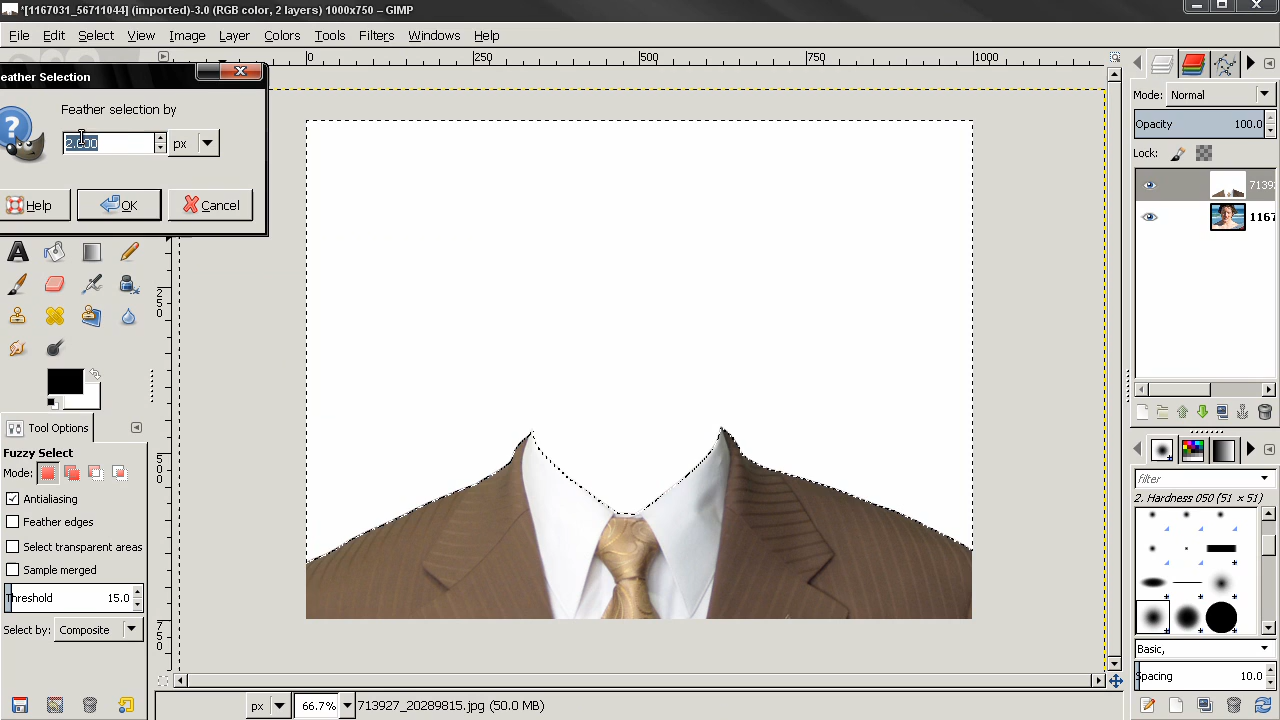 *[1167031_56711044] (imported)-3.0 (RGB color, 2 layers) 1000x750 – GIMP
File Edit Select View Image Layer Colors Tools Filters Windows Help
eather Selection
Feather selection by
2.000 px
Help OK Cancel
0 250 500 750 1000
250
500
750
Tool Options
Fuzzy Select
Mode:
Antialiasing
Feather edges
Select transparent areas
Sample merged
Threshold 15.0
Select by: Composite
px 66.7% 713927_20289815.jpg (50.0 MB)
Mode: Normal
Opacity 100.0
Lock:
7139
1167
filter
2. Hardness 050 (51 × 51)
Basic,
Spacing 10.0